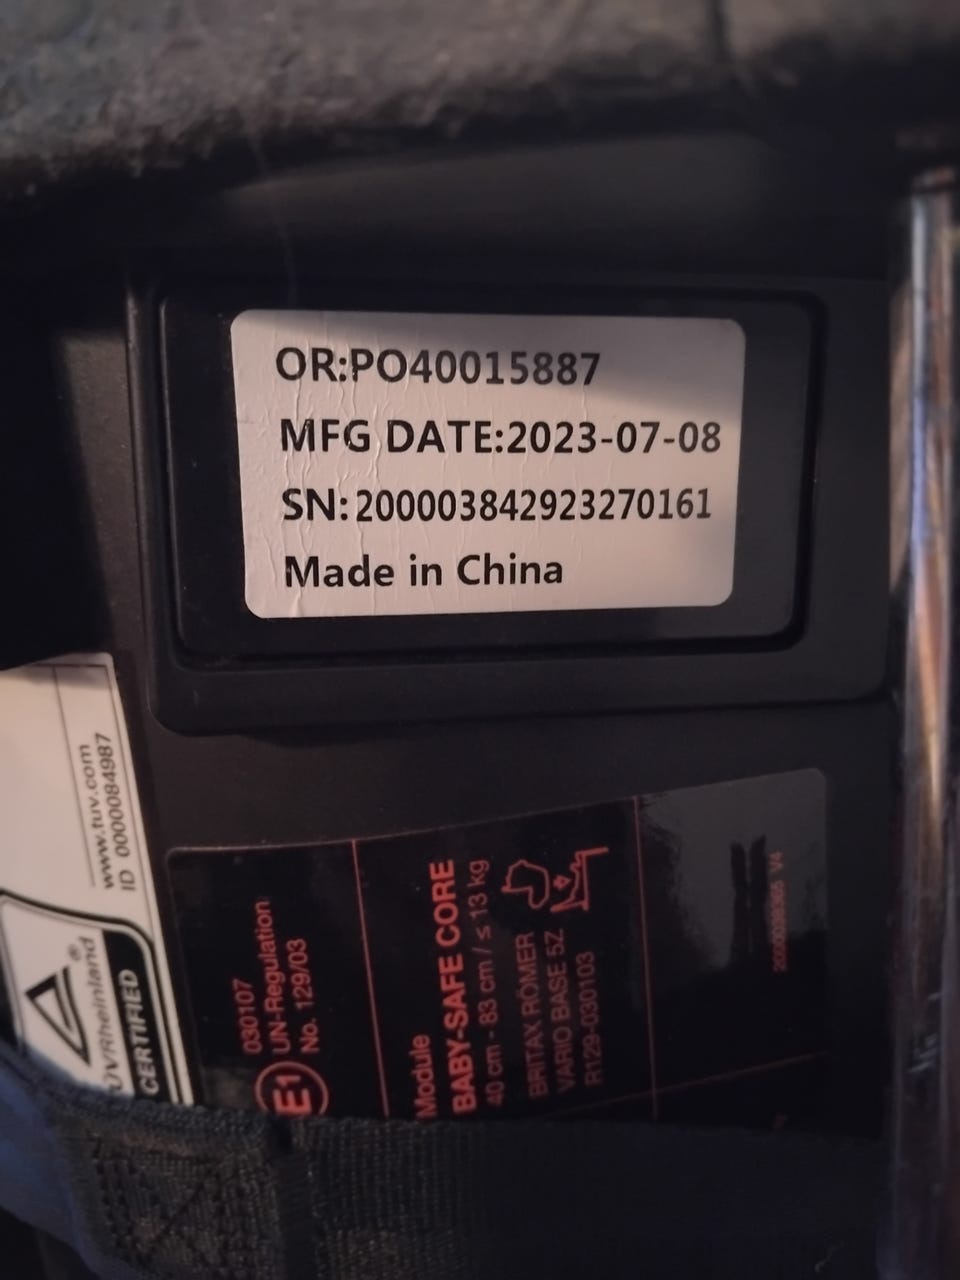 OR:PO40015887
MFG DATE:2023-07-08
SN:200003842923270161
Made in China
www.tuv.com
ID 0000084987
TÜVRheinland®
CERTIFIED
030107
UN-Regulation
No. 129/03
E1
Module
BABY-SAFE CORE
40 cm - 83 cm / ≤ 13 kg
BRITAX RÖMER
VARIO BASE 5Z
R129-030103
V4